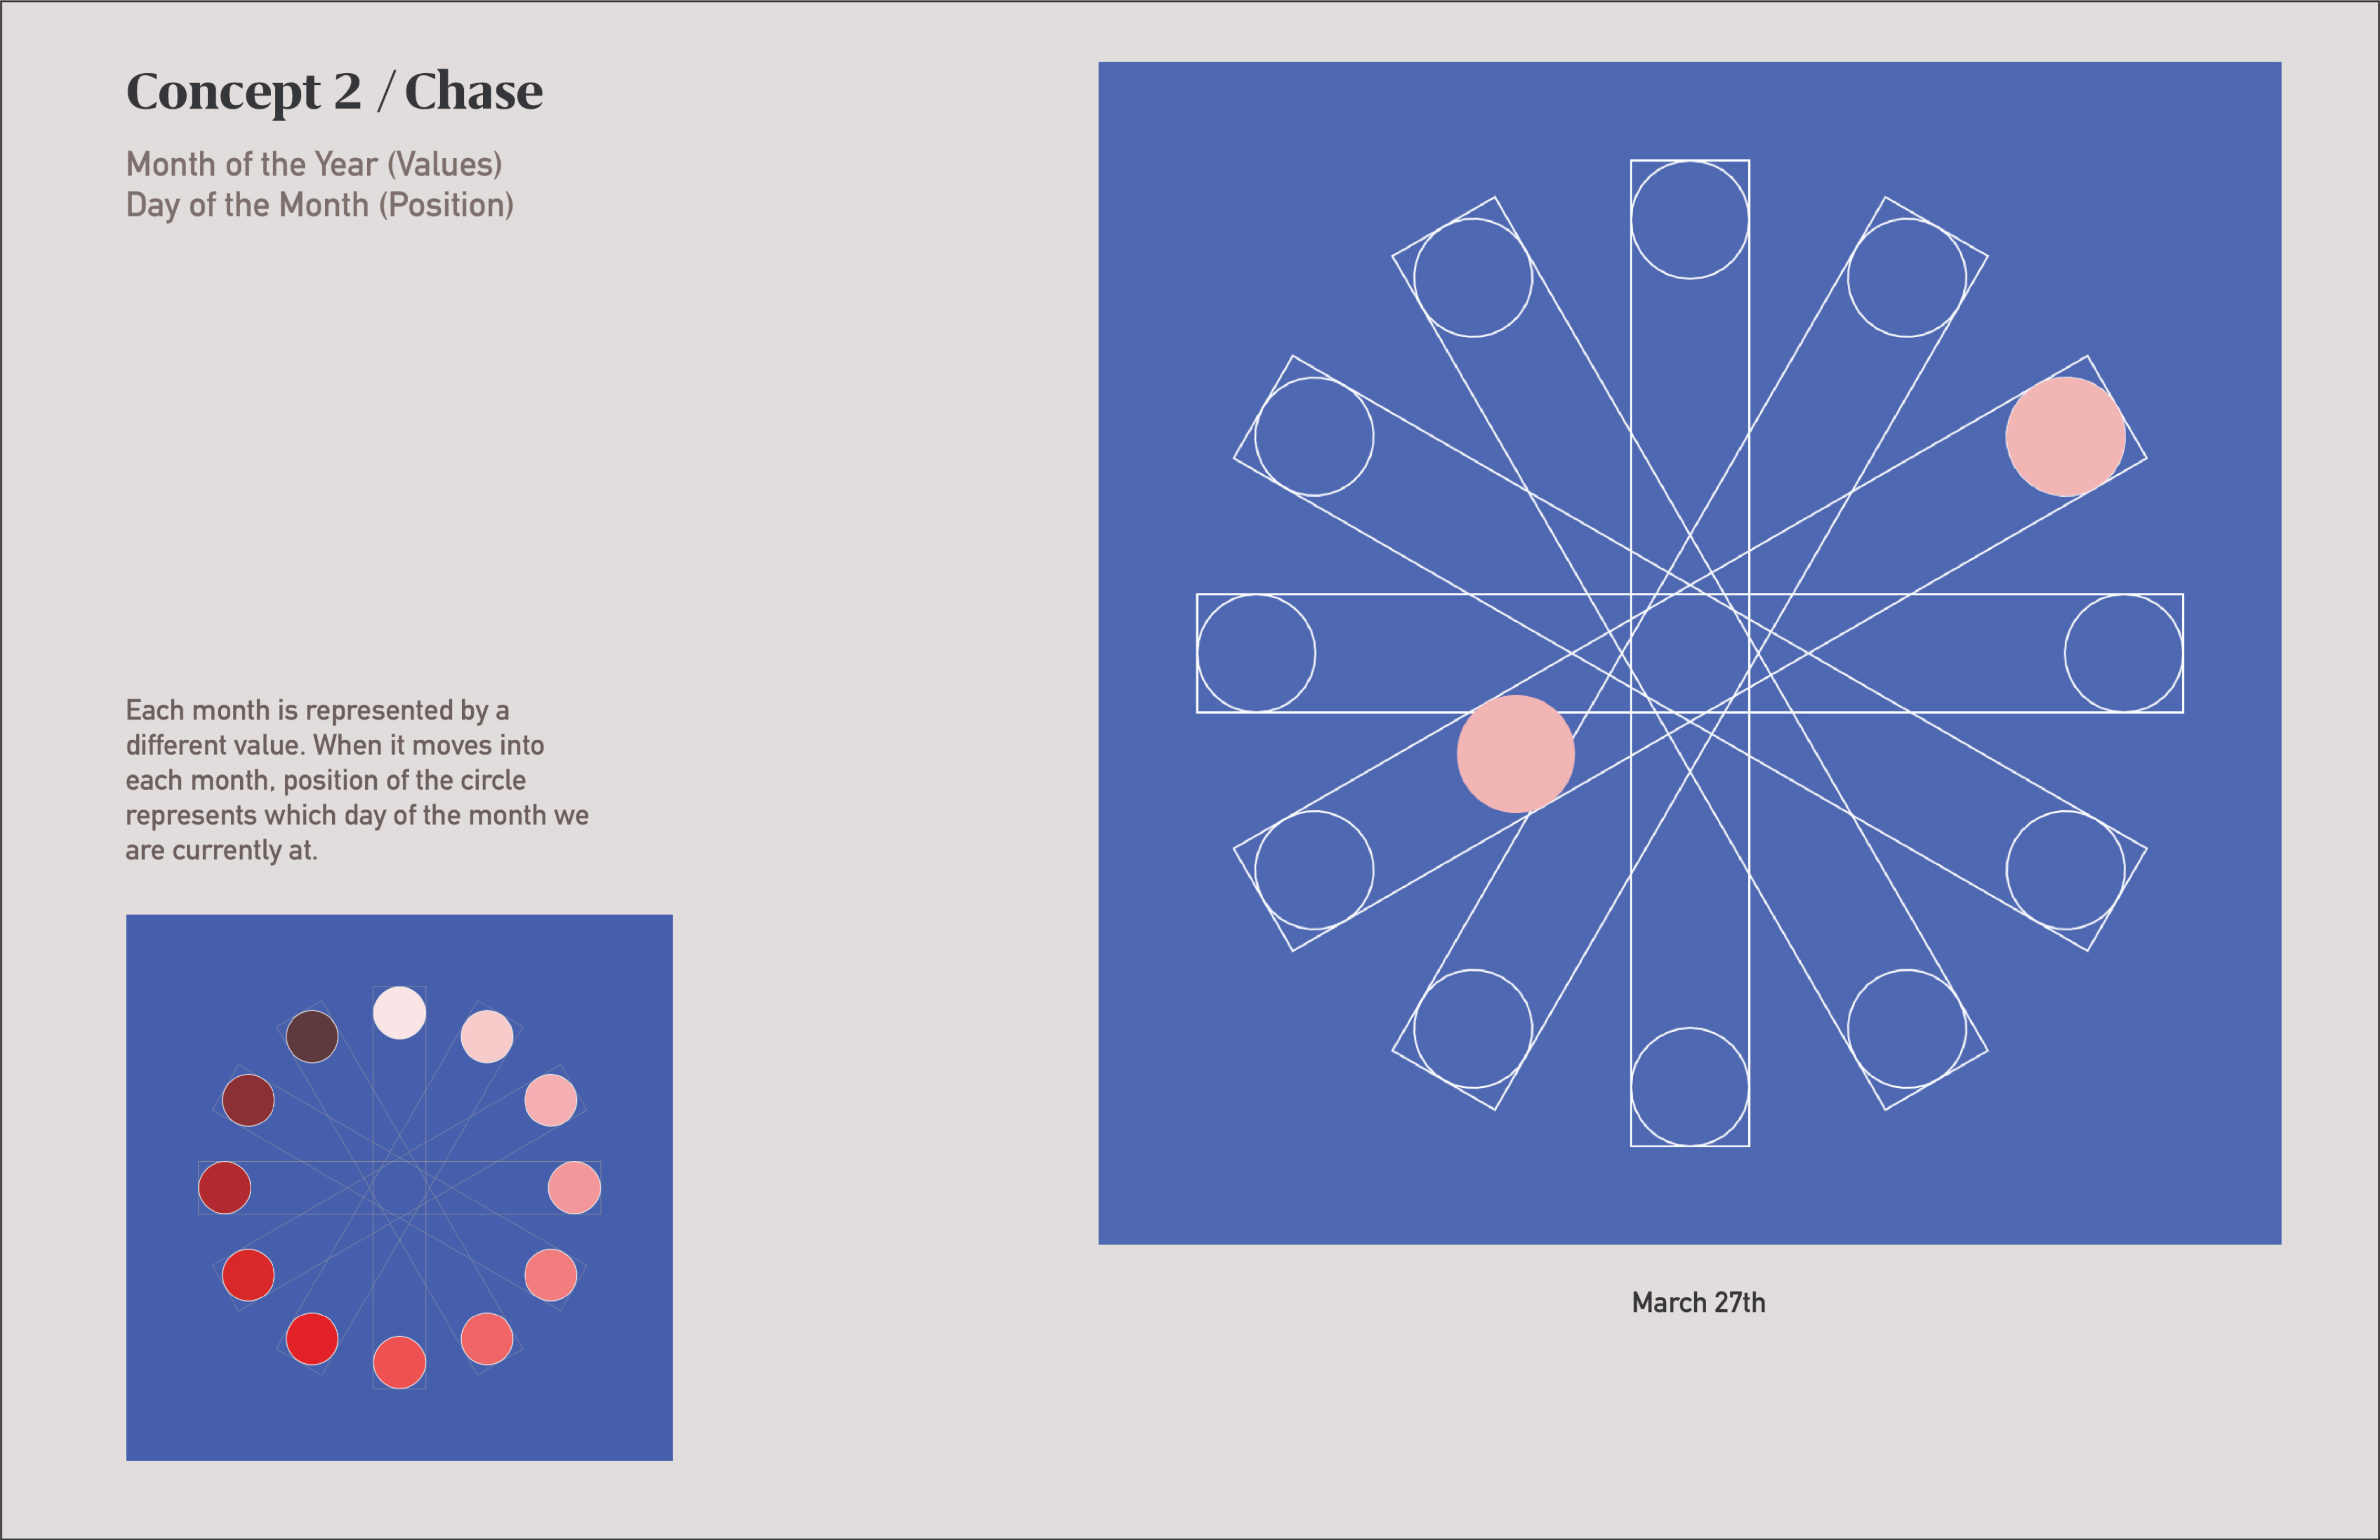 Concept 2 / Chase
Month of the Year (Values)
Day of the Month (Position)
Each month is represented by a
different value. When it moves into
each month, position of the circle
represents which day of the month we
are currently at.
March 27th